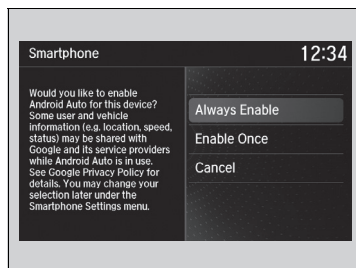 Smartphone
12:34
Would you like to enable
Android Auto for this device?
Some user and vehicle
information (e.g. location, speed,
status) may be shared with
Google and its service providers
while Android Auto is in use.
See Google Privacy Policy for
details. You may change your
selection later under the
Smartphone Settings menu.
Always Enable
Enable Once
Cancel